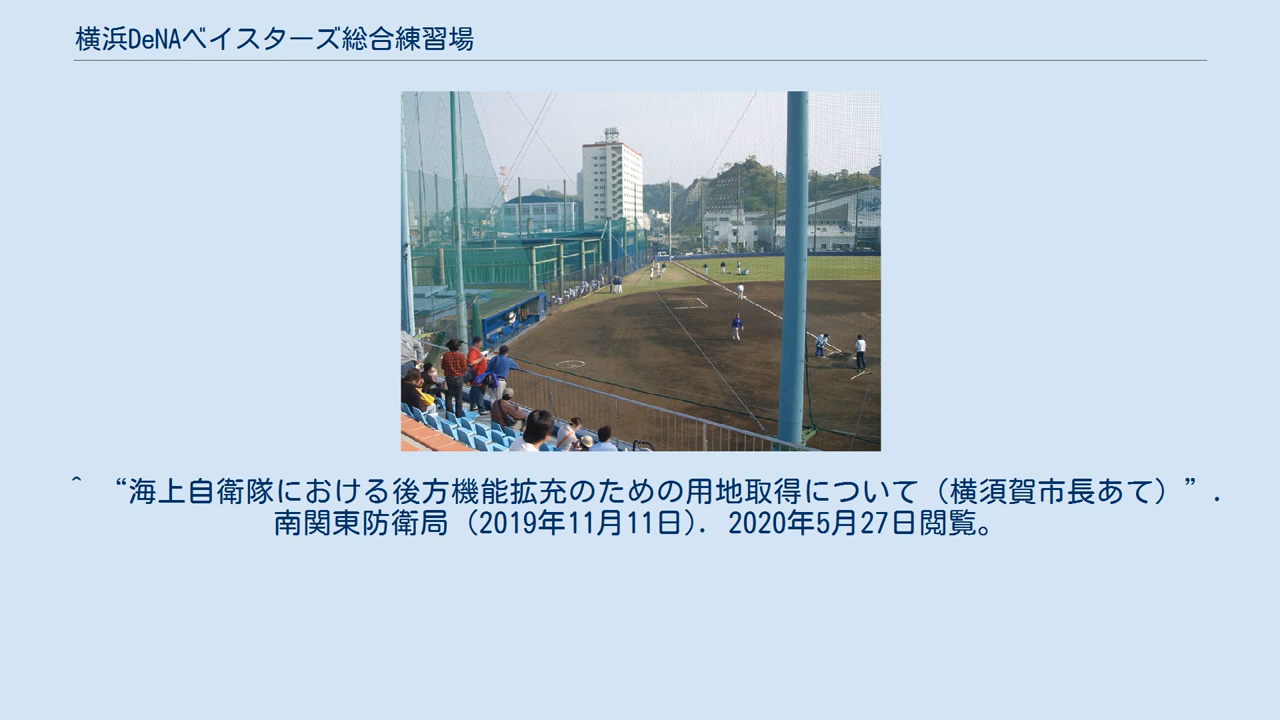 横浜DeNAベイスターズ総合練習場
^ “海上自衛隊における後方機能拡充のための用地取得について（横須賀市長あて）”.
南関東防衛局 (2019年11月11日). 2020年5月27日閲覧。